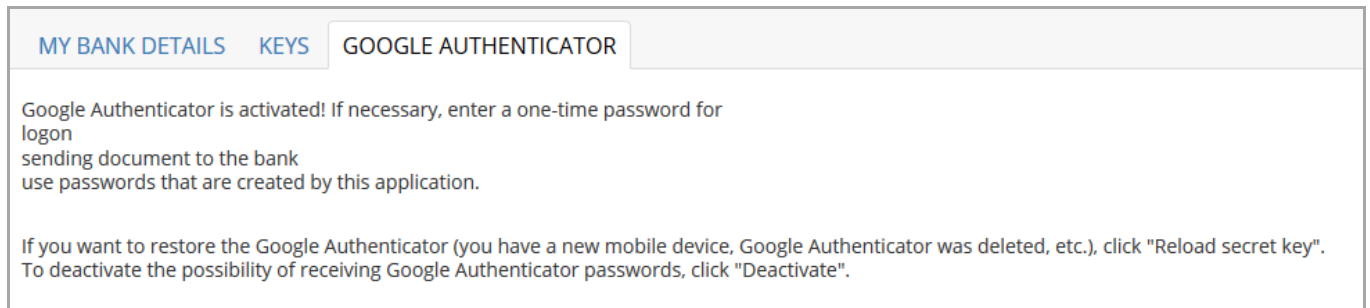 MY BANK DETAILS KEYS GOOGLE AUTHENTICATOR
Google Authenticator is activated! If necessary, enter a one-time password for
logon
sending document to the bank
use passwords that are created by this application.
If you want to restore the Google Authenticator (you have a new mobile device, Google Authenticator was deleted, etc.), click "Reload secret key".
To deactivate the possibility of receiving Google Authenticator passwords, click "Deactivate".